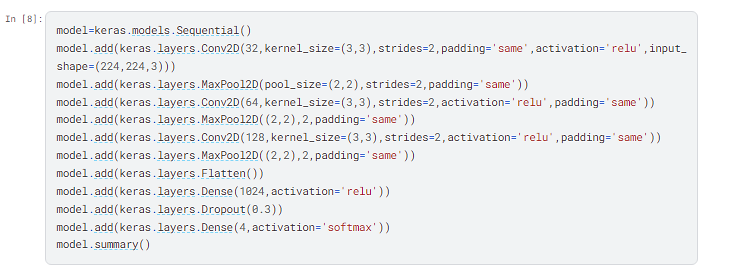 In [8]:
model=keras.models.Sequential()
model.add(keras.layers.Conv2D(32,kernel_size=(3,3),strides=2,padding='same',activation='relu',input_
shape=(224,224,3)))
model.add(keras.layers.MaxPool2D(pool_size=(2,2),strides=2,padding='same'))
model.add(keras.layers.Conv2D(64,kernel_size=(3,3),strides=2,activation='relu',padding='same'))
model.add(keras.layers.MaxPool2D((2,2),2,padding='same'))
model.add(keras.layers.Conv2D(128,kernel_size=(3,3),strides=2,activation='relu',padding='same'))
model.add(keras.layers.MaxPool2D((2,2),2,padding='same'))
model.add(keras.layers.Flatten())
model.add(keras.layers.Dense(1024,activation='relu'))
model.add(keras.layers.Dropout(0.3))
model.add(keras.layers.Dense(4,activation='softmax'))
model.summary()